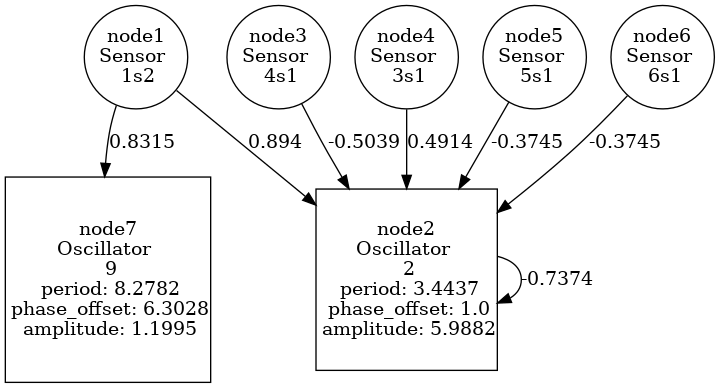 node1
Sensor
1s2
node3
Sensor
4s1
node4
Sensor
3s1
node5
Sensor
5s1
node6
Sensor
6s1
0.8315
0.894
-0.5039
0.4914
-0.3745
-0.3745
node7
Oscillator
9
period: 8.2782
phase_offset: 6.3028
amplitude: 1.1995
node2
Oscillator
2
period: 3.4437
phase_offset: 1.0
amplitude: 5.9882
-0.7374